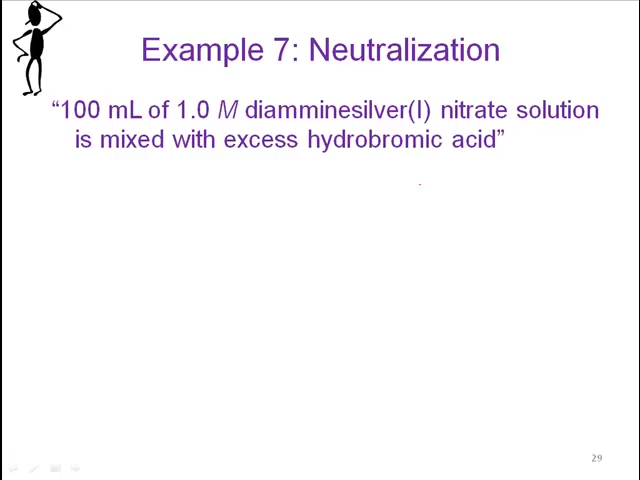 Example 7: Neutralization
“100 mL of 1.0 M diamminesilver(I) nitrate solution
is mixed with excess hydrobromic acid”
29